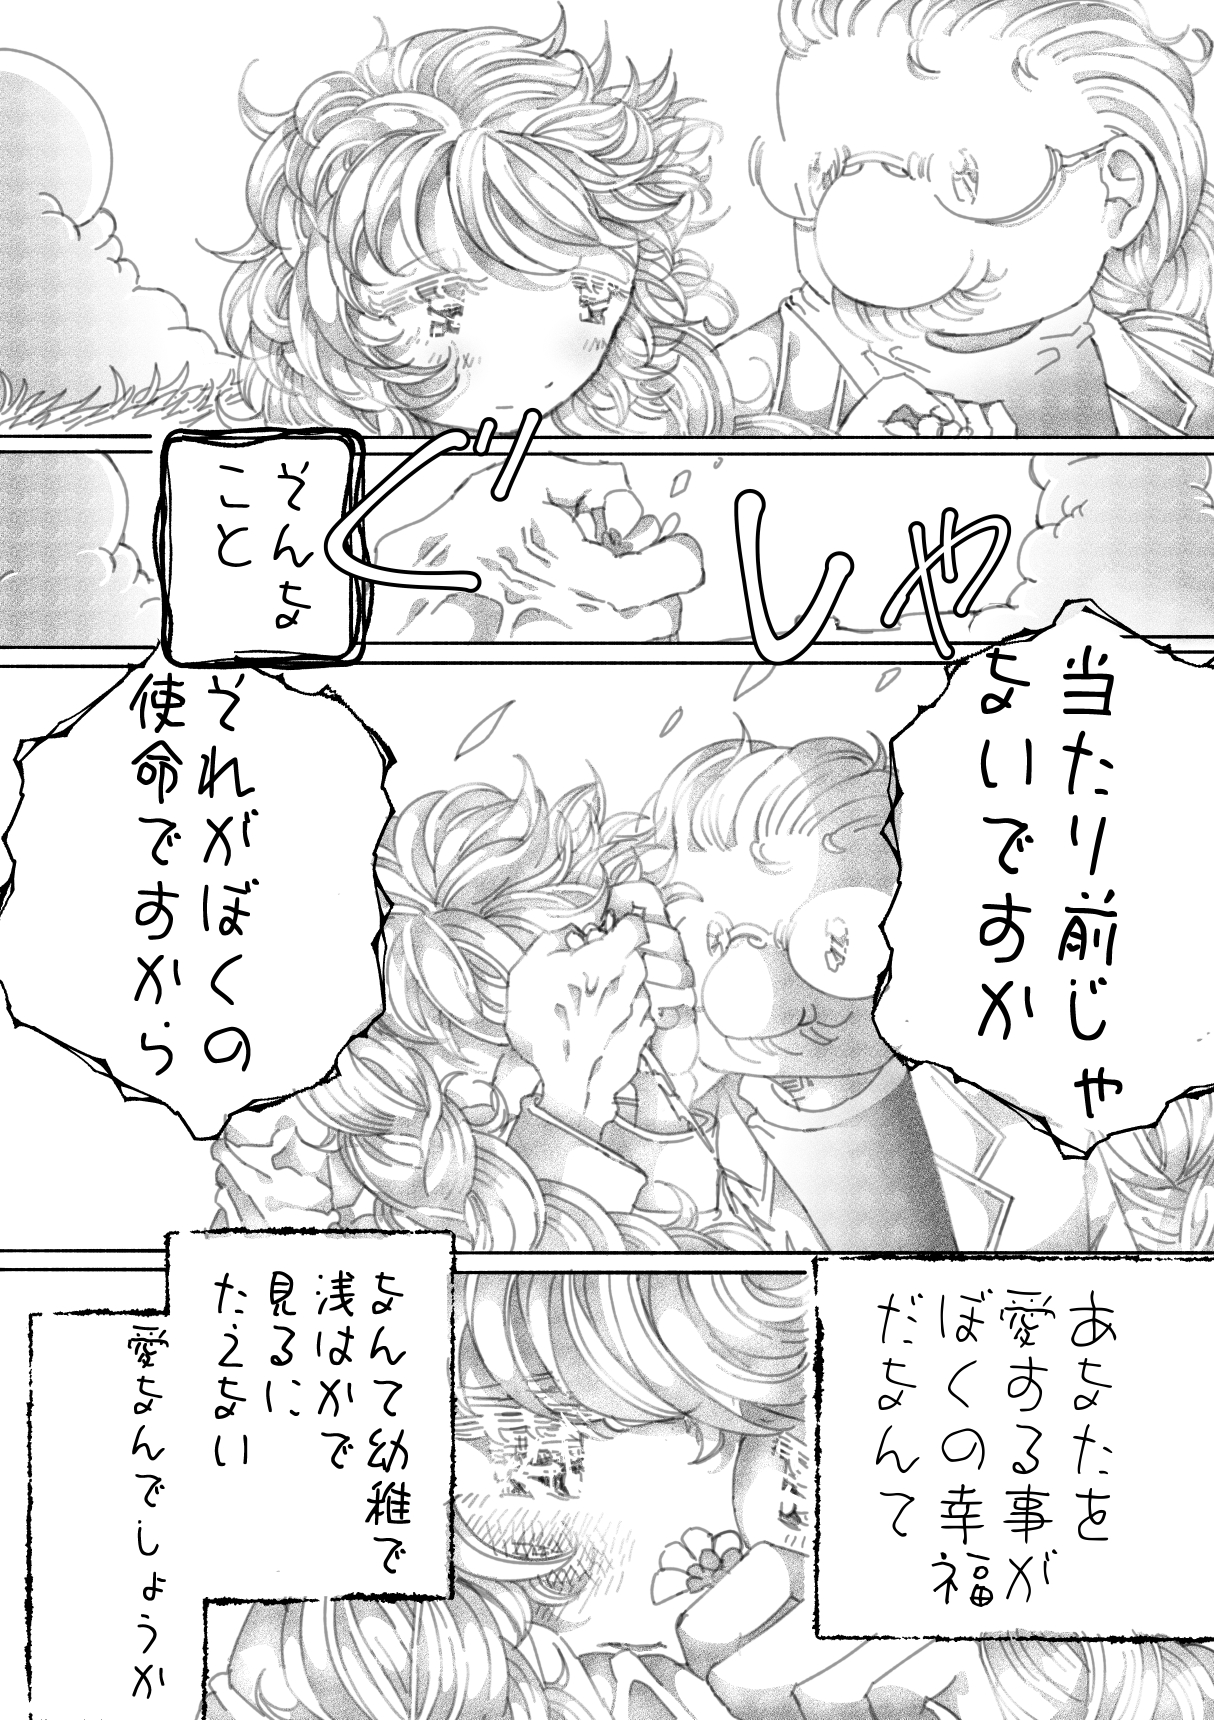 そんな
こと
ぐしゃ
当たり前じゃ
ないですか
それがぼくの
使命ですから
あなたを
愛する事が
ぼくの幸福
だなんて
なんて幼稚で
浅はかで
見るに
たえない
愛なんでしょうか